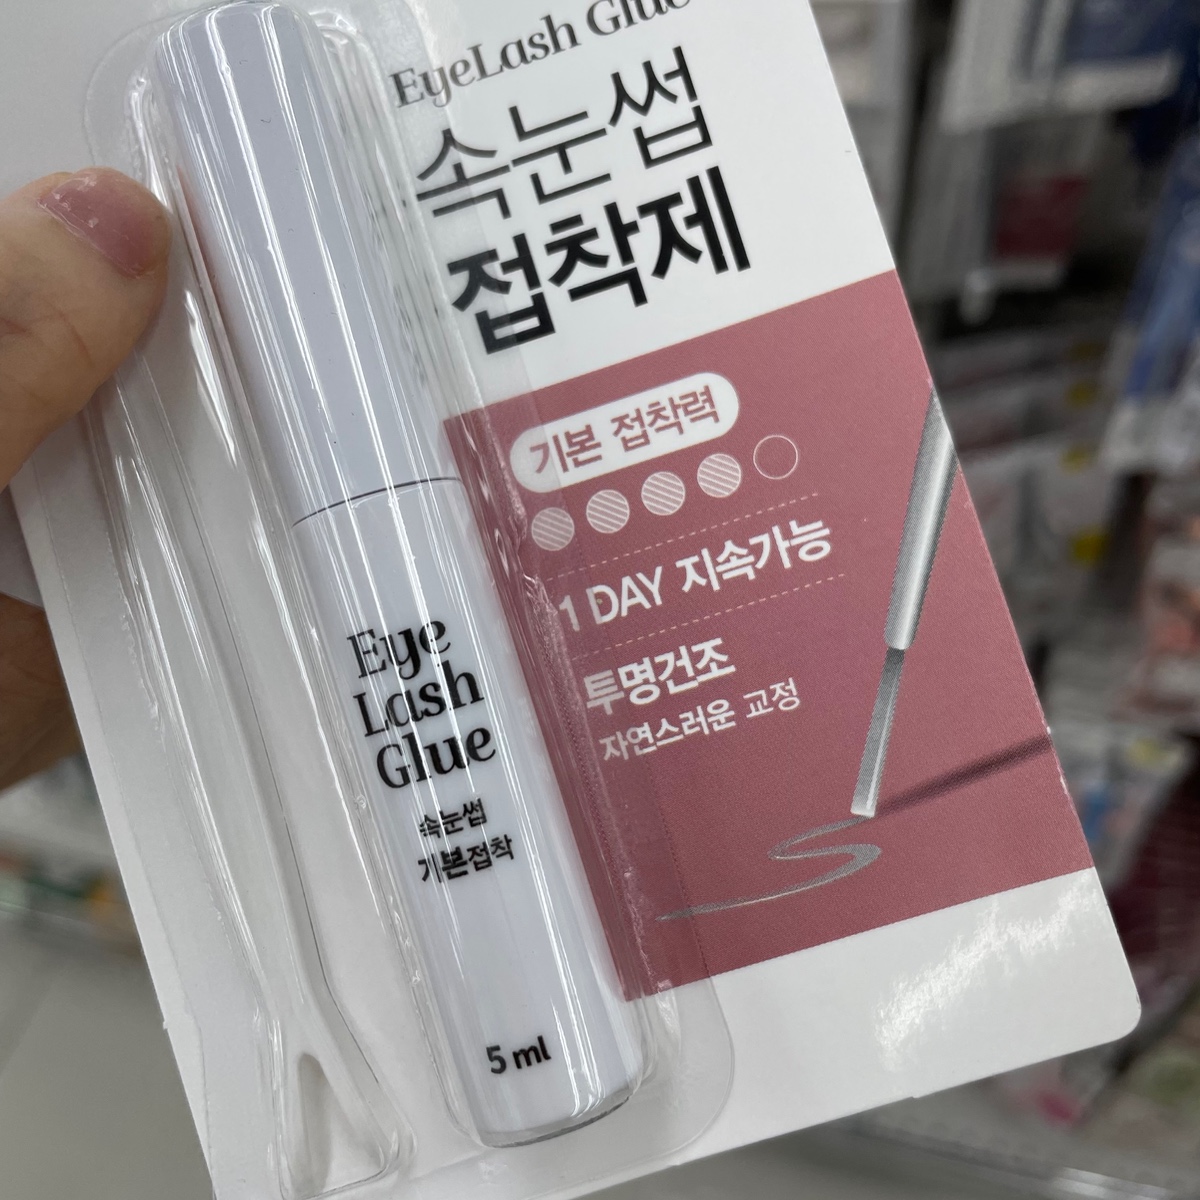 EyeLash Glue
속눈썹
접착제
기본 접착력
1 DAY 지속가능
투명건조
자연스러운 교정
Eye
Lash
Glue
속눈썹
기본접착
5 ml